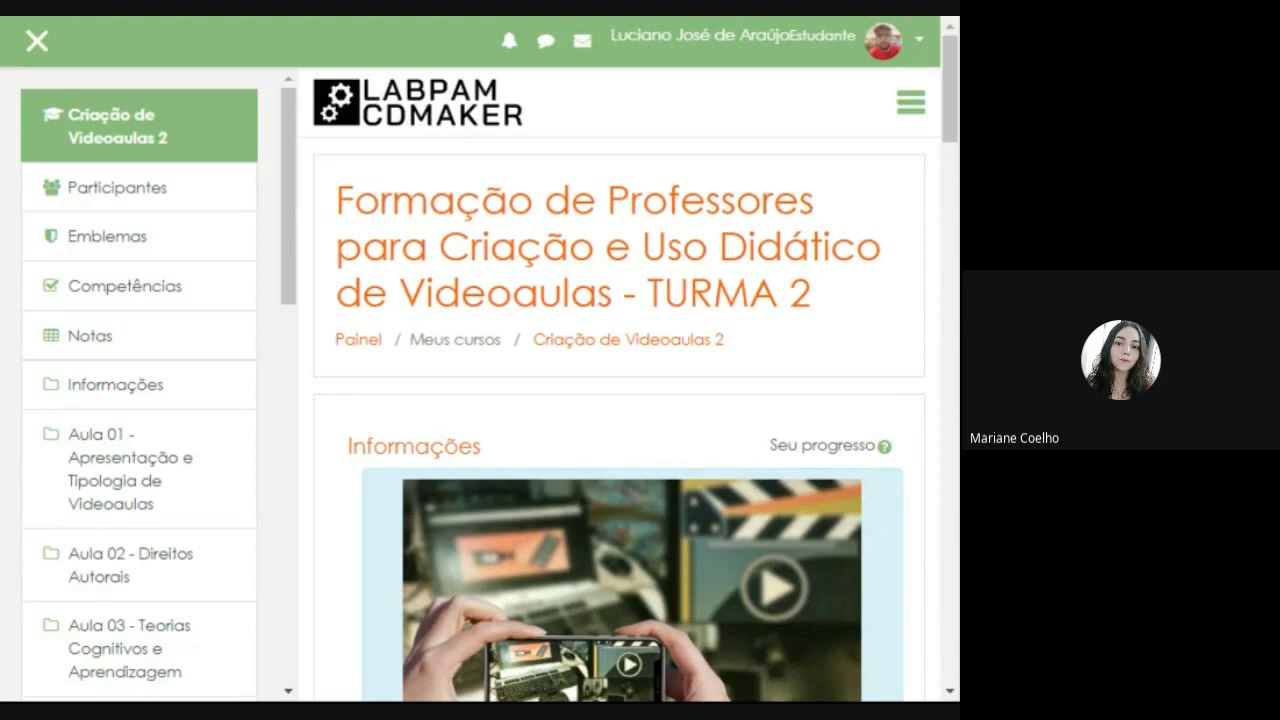 Luciano José de AraújoEstudante
LABPAM
CDMAKER
Criação de
Videoaulas 2
Participantes
Emblemas
Competências
Notas
Informações
Aula 01 -
Apresentação e
Tipologia de
Videoaulas
Aula 02 - Direitos
Autorais
Aula 03 - Teorias
Cognitivos e
Aprendizagem
Formação de Professores
para Criação e Uso Didático
de Videoaulas - TURMA 2
Painel / Meus cursos / Criação de Videoaulas 2
Informações
Seu progresso
Mariane Coelho